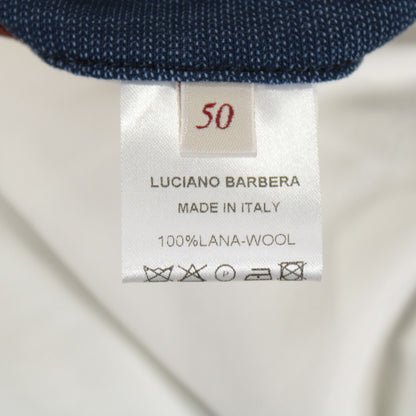 50
LUCIANO BARBERA
MADE IN ITALY
100%LANA-WOOL
P